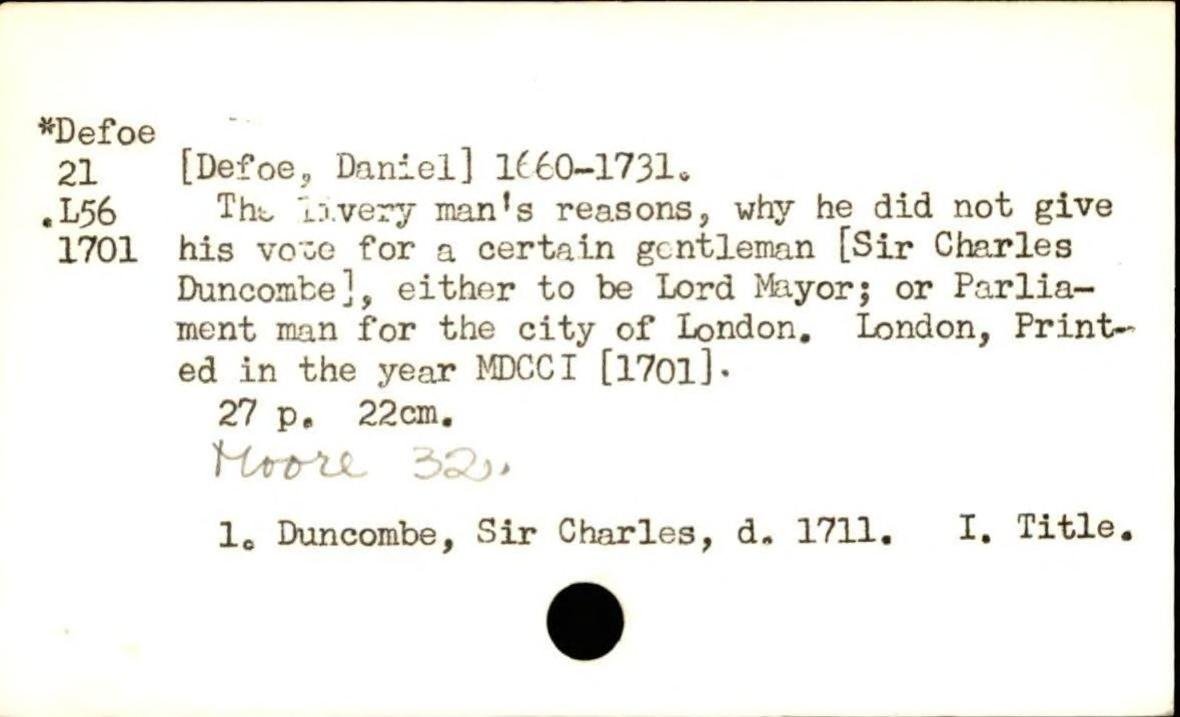 *Defoe
21 [Defoe, Daniel] 1660-1731.
.L56 The livery man's reasons, why he did not give
1701 his vote for a certain gentleman [Sir Charles
Duncombe], either to be Lord Mayor; or Parlia-
ment man for the city of London. London, Print-
ed in the year MDCCI [1701].
27 p. 22cm.
Moore 32.
1. Duncombe, Sir Charles, d. 1711. I. Title.